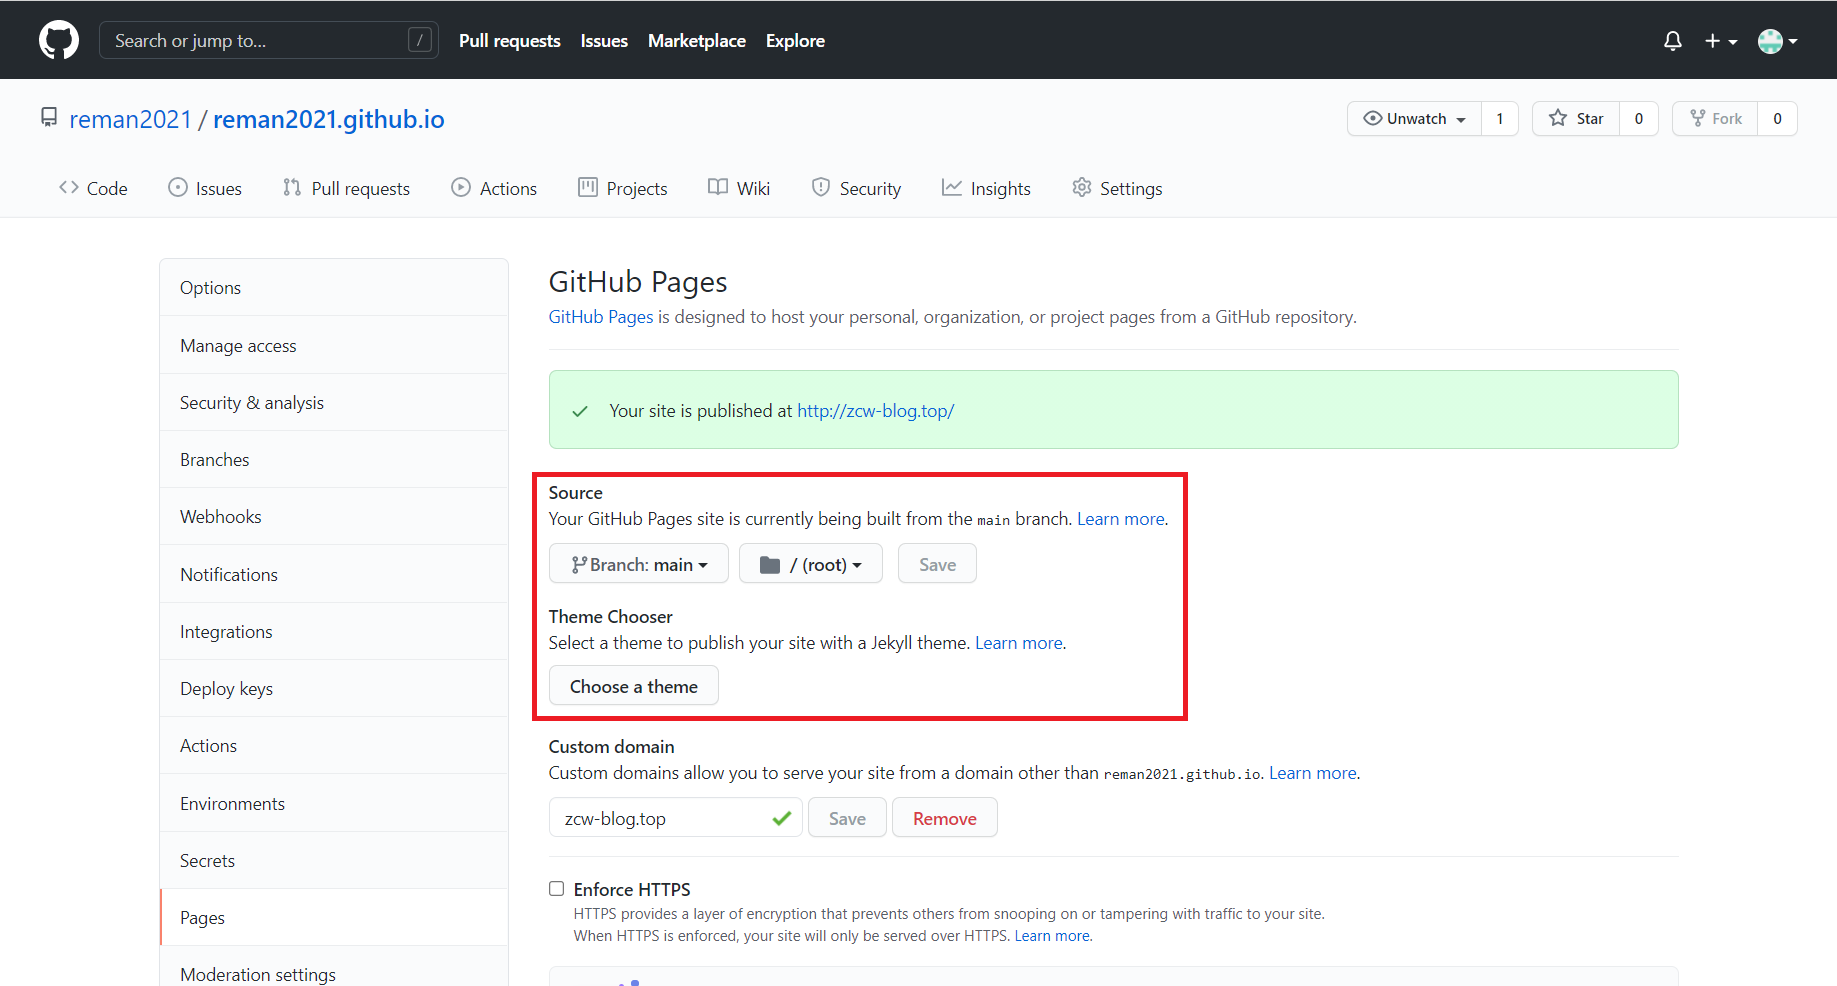 Search or jump to... /
Pull requests Issues Marketplace Explore
reman2021 / reman2021.github.io
Unwatch 1 Star 0 Fork 0
Code Issues Pull requests Actions Projects Wiki Security Insights Settings
Options
Manage access
Security & analysis
Branches
Webhooks
Notifications
Integrations
Deploy keys
Actions
Environments
Secrets
Pages
Moderation settings
GitHub Pages
GitHub Pages is designed to host your personal, organization, or project pages from a GitHub repository.
Your site is published at http://zcw-blog.top/
Source
Your GitHub Pages site is currently being built from the main branch. Learn more.
Branch: main / (root) Save
Theme Chooser
Select a theme to publish your site with a Jekyll theme. Learn more.
Choose a theme
Custom domain
Custom domains allow you to serve your site from a domain other than reman2021.github.io. Learn more.
zcw-blog.top Save Remove
Enforce HTTPS
HTTPS provides a layer of encryption that prevents others from snooping on or tampering with traffic to your site.
When HTTPS is enforced, your site will only be served over HTTPS. Learn more.